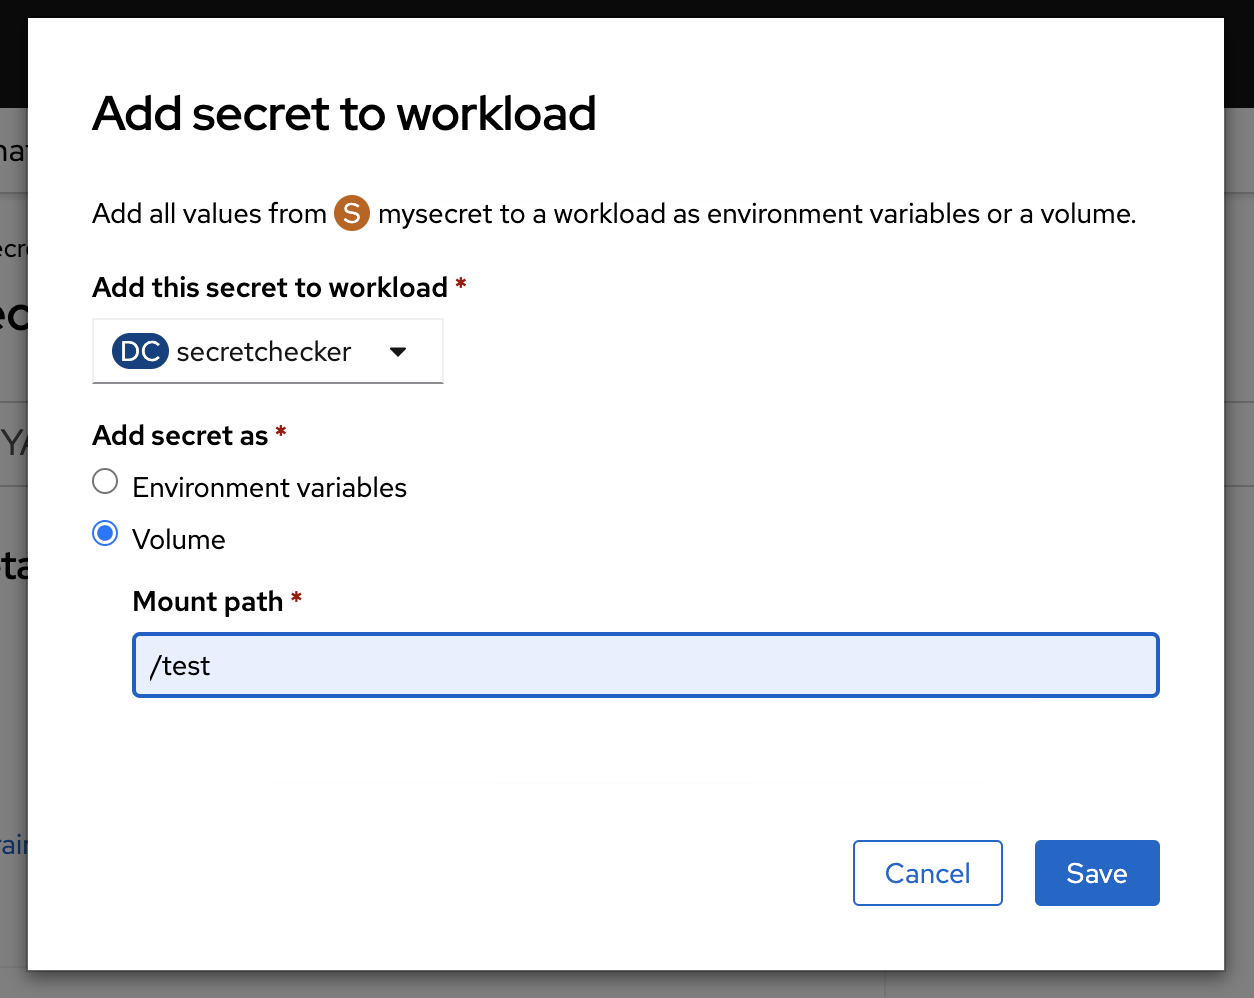 Add secret to workload
Add all values from S mysecret to a workload as environment variables or a volume.
Add this secret to workload *
DC secretchecker
Add secret as *
Environment variables
Volume
Mount path *
/test
Cancel Save